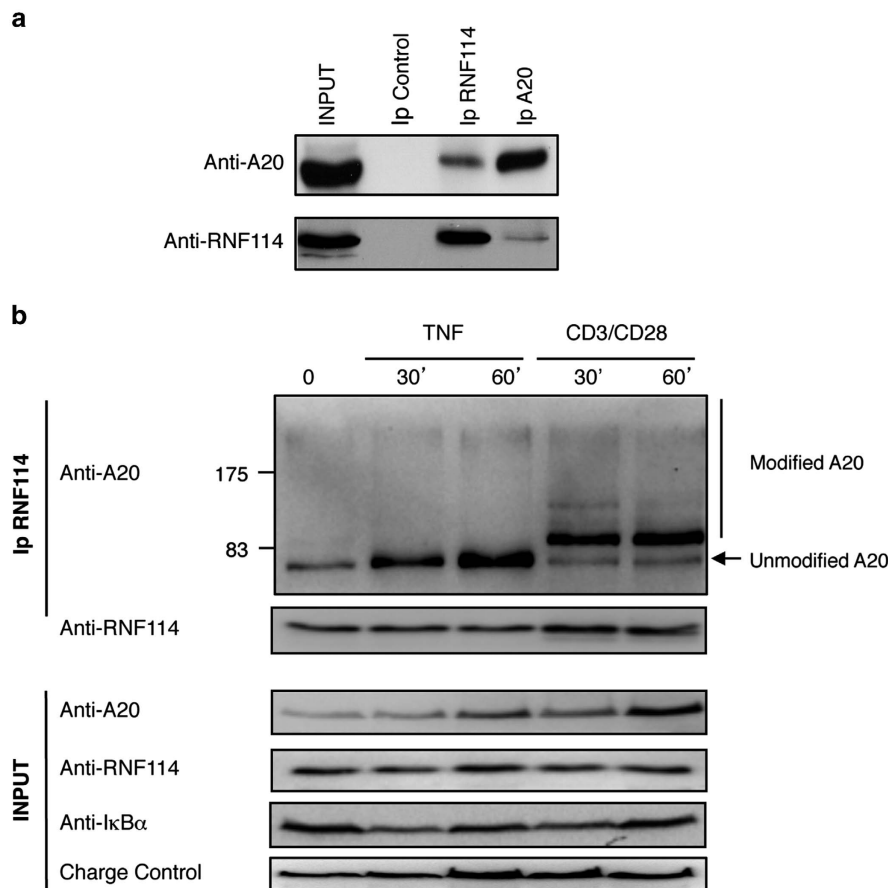 a
INPUT
Ip Control
Ip RNF114
Ip A20
Anti-A20
Anti-RNF114
b
TNF
CD3/CD28
0
30’
60’
30’
60’
Ip RNF114
Anti-A20
175
83
Modified A20
Unmodified A20
Anti-RNF114
INPUT
Anti-A20
Anti-RNF114
Anti-IκBα
Charge Control